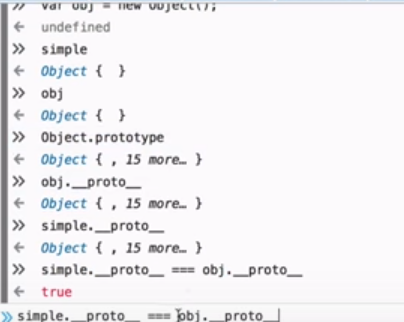 » var obj = new Object();
← undefined
» simple
← Object { }
» obj
← Object { }
» Object.prototype
← Object { , 15 more… }
» obj.__proto__
← Object { , 15 more… }
» simple.__proto__
← Object { , 15 more… }
» simple.__proto__ === obj.__proto__
← true
» simple.__proto__ === obj.__proto__